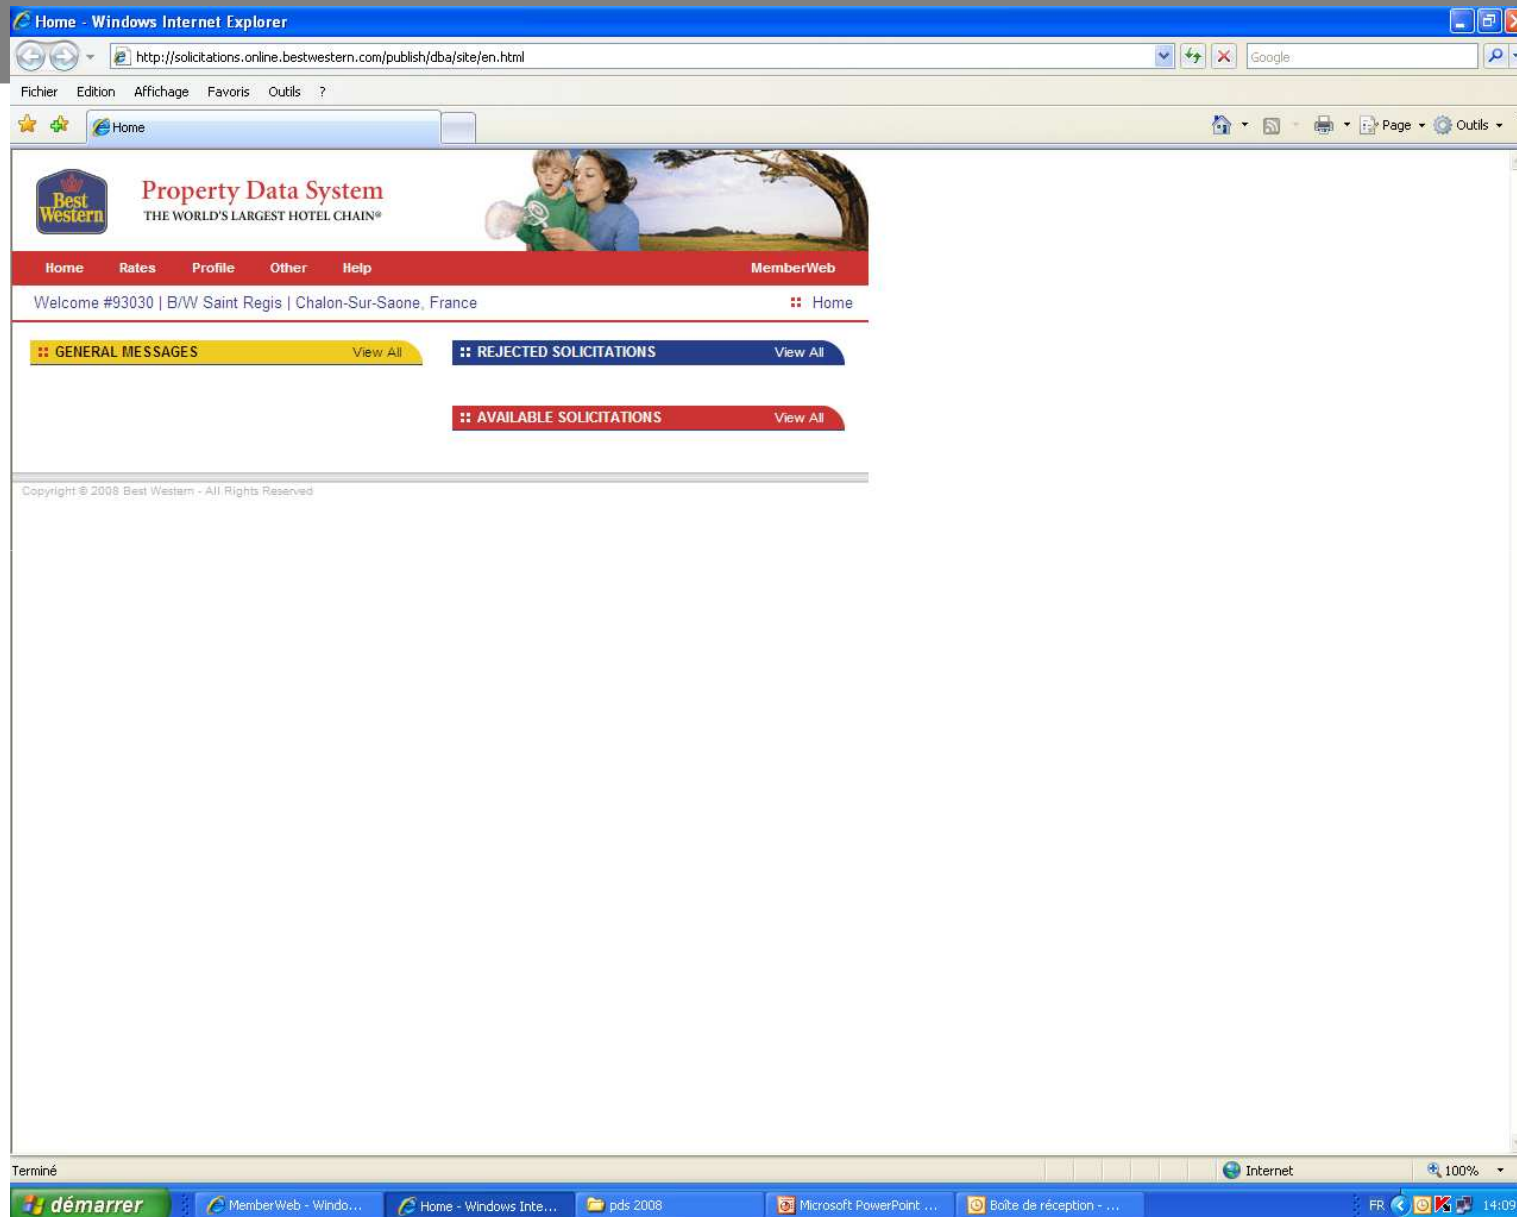 Home - Windows Internet Explorer
http://solicitations.online.bestwestern.com/publish/dba/site/en.html
Google
Fichier Edition Affichage Favoris Outils ?
Home
Page Outils
Best Western
Property Data System
THE WORLD'S LARGEST HOTEL CHAIN®
Home Rates Profile Other Help MemberWeb
Welcome #93030 | B/W Saint Regis | Chalon-Sur-Saone, France Home
GENERAL MESSAGES View All
REJECTED SOLICITATIONS View All
AVAILABLE SOLICITATIONS View All
Copyright © 2008 Best Western - All Rights Reserved
Terminé Internet 100%
démarrer MemberWeb - Windo... Home - Windows Inte... pds 2008 Microsoft PowerPoint ... Boîte de réception - ... FR 14:09